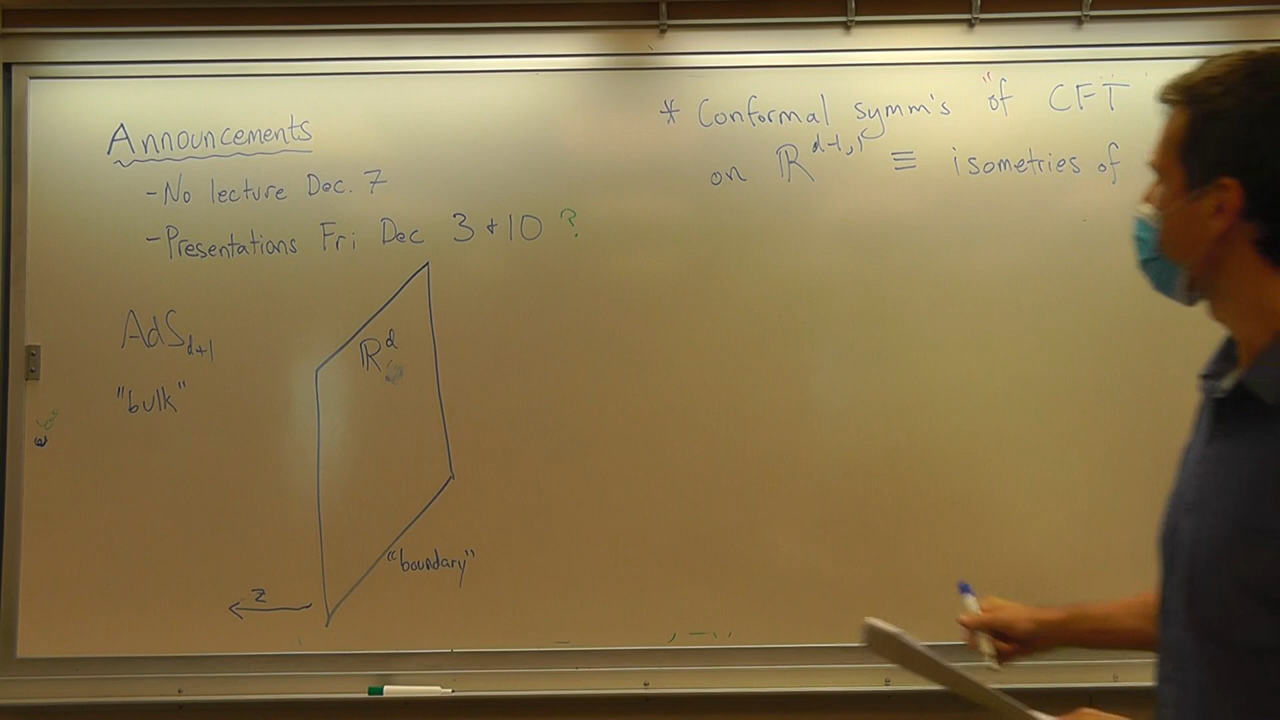 Announcements
- No lecture Dec. 7
- Presentations Fri Dec 3 + 10 ?
AdS_{d+1}
"bulk"
ℝ^d
"boundary"
z
* Conformal symm's of CFT
on ℝ^{d-1,1} ≡ isometries of